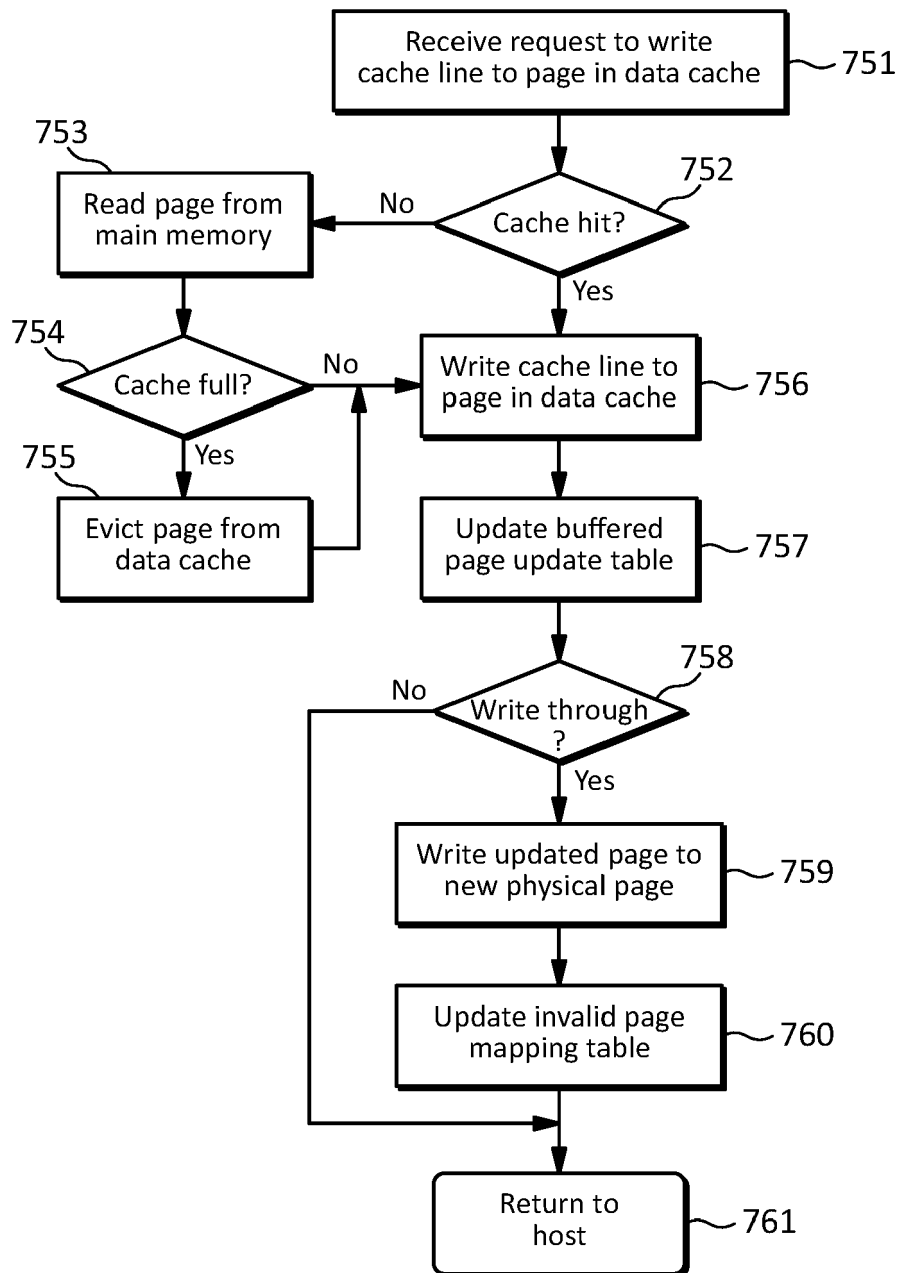 Receive request to write
cache line to page in data cache
751
753
752
Read page from
main memory
No
Cache hit?
Yes
754
Cache full?
No
Write cache line to
page in data cache
756
Yes
755
Evict page from
data cache
Update buffered
page update table
757
758
No
Write through
?
Yes
Write updated page to
new physical page
759
Update invalid page
mapping table
760
Return to
host
761